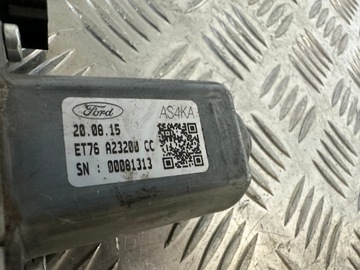 Ford AS4KA
20.08.15
ET76 A23200 CC
SN : 00081313